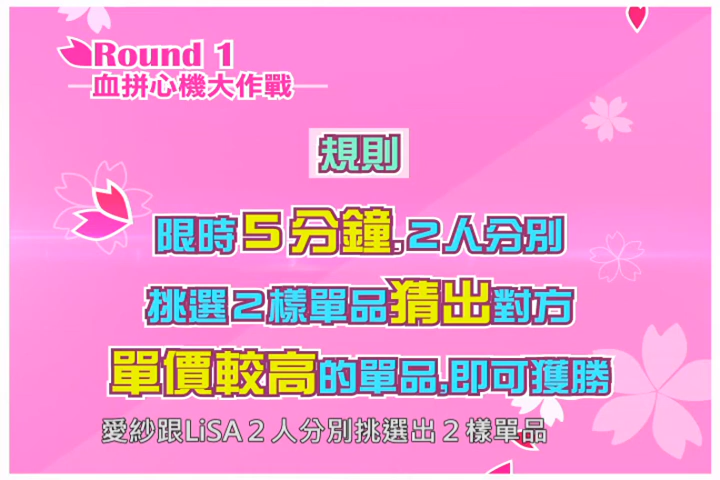 Round 1
血拼心機大作戰
規則
限時5分鐘,2人分別
挑選2樣單品猜出對方
單價較高的單品,即可獲勝
愛紗跟LiSA2人分別挑選出2樣單品